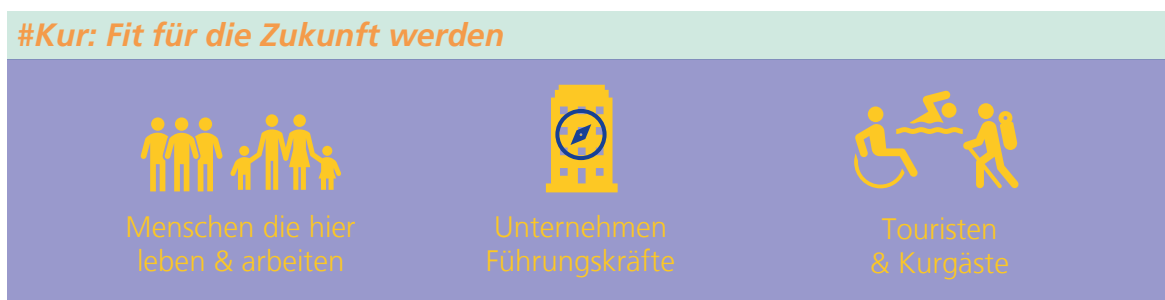 #Kur: Fit für die Zukunft werden
Menschen die hier
leben & arbeiten
Unternehmen
Führungskräfte
Touristen
& Kurgäste